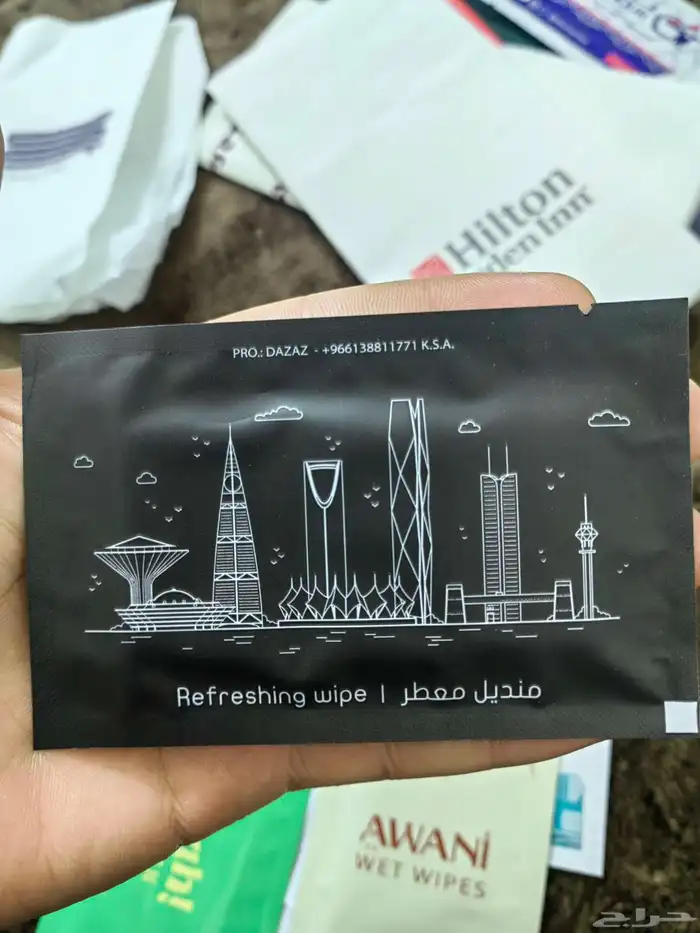 Hilton
den Inn
PRO.: DAZAZ - +966138811771 K.S.A.
Refreshing wipe | منديل معطر
AWANi
WET WIPES
حراج